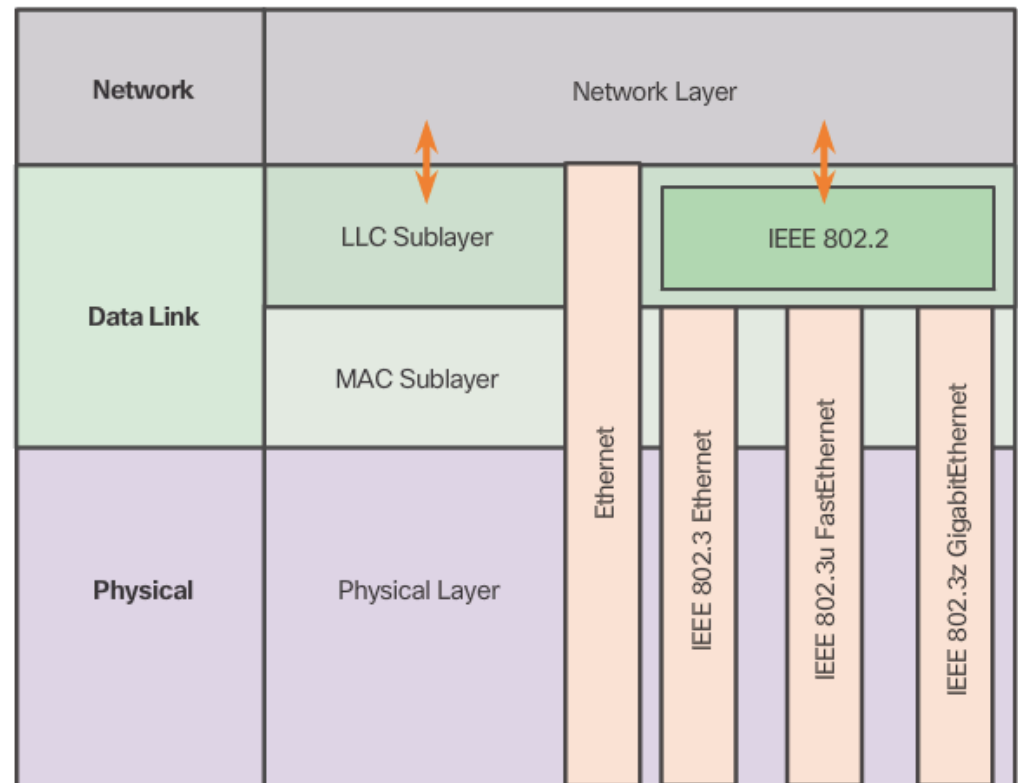 Network
Network Layer
Data Link
LLC Sublayer
IEEE 802.2
MAC Sublayer
Physical
Physical Layer
Ethernet
IEEE 802.3 Ethernet
IEEE 802.3u FastEthernet
IEEE 802.3z GigabitEthernet